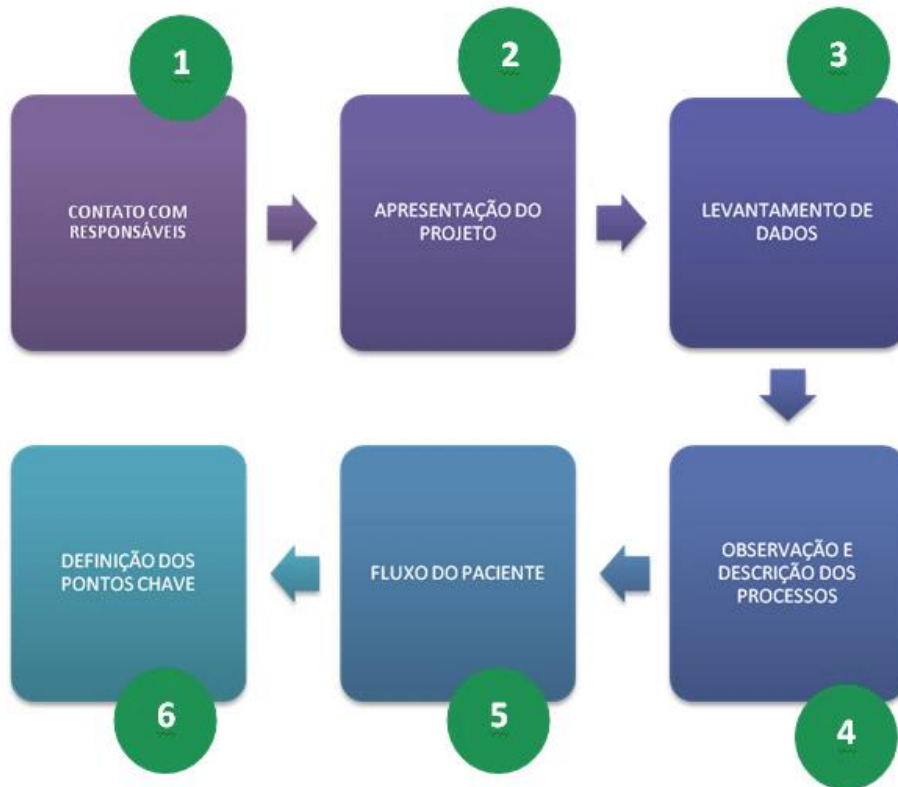 1
CONTATO COM
RESPONSÁVEIS
2
APRESENTAÇÃO DO
PROJETO
3
LEVANTAMENTO DE
DADOS
4
OBSERVAÇÃO E
DESCRIÇÃO DOS
PROCESSOS
5
FLUXO DO PACIENTE
6
DEFINIÇÃO DOS
PONTOS CHAVE